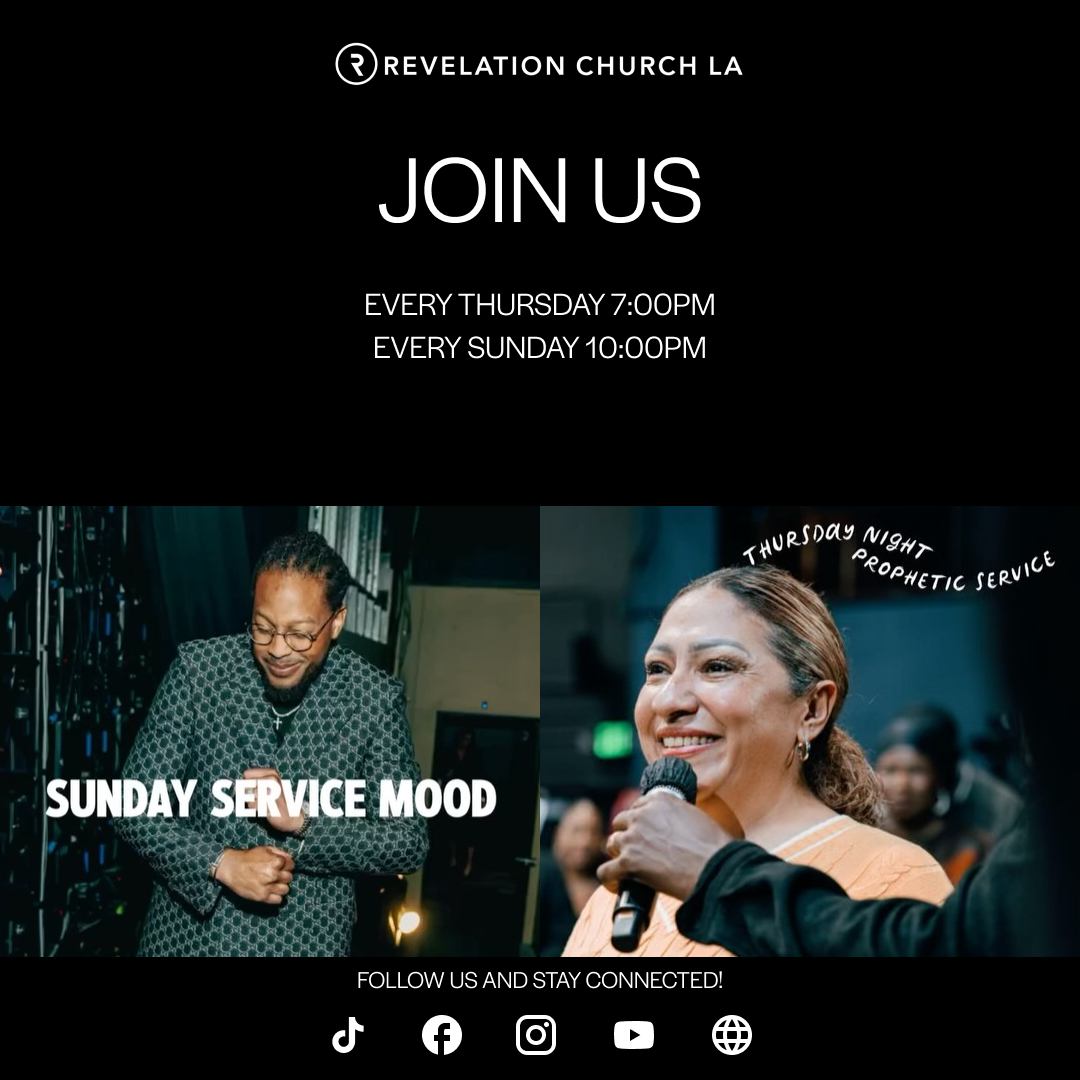 REVELATION CHURCH LA
JOIN US
EVERY THURSDAY 7:00PM
EVERY SUNDAY 10:00PM
THURSDAY NIGHT
PROPHETIC SERVICE
SUNDAY SERVICE MOOD
FOLLOW US AND STAY CONNECTED!